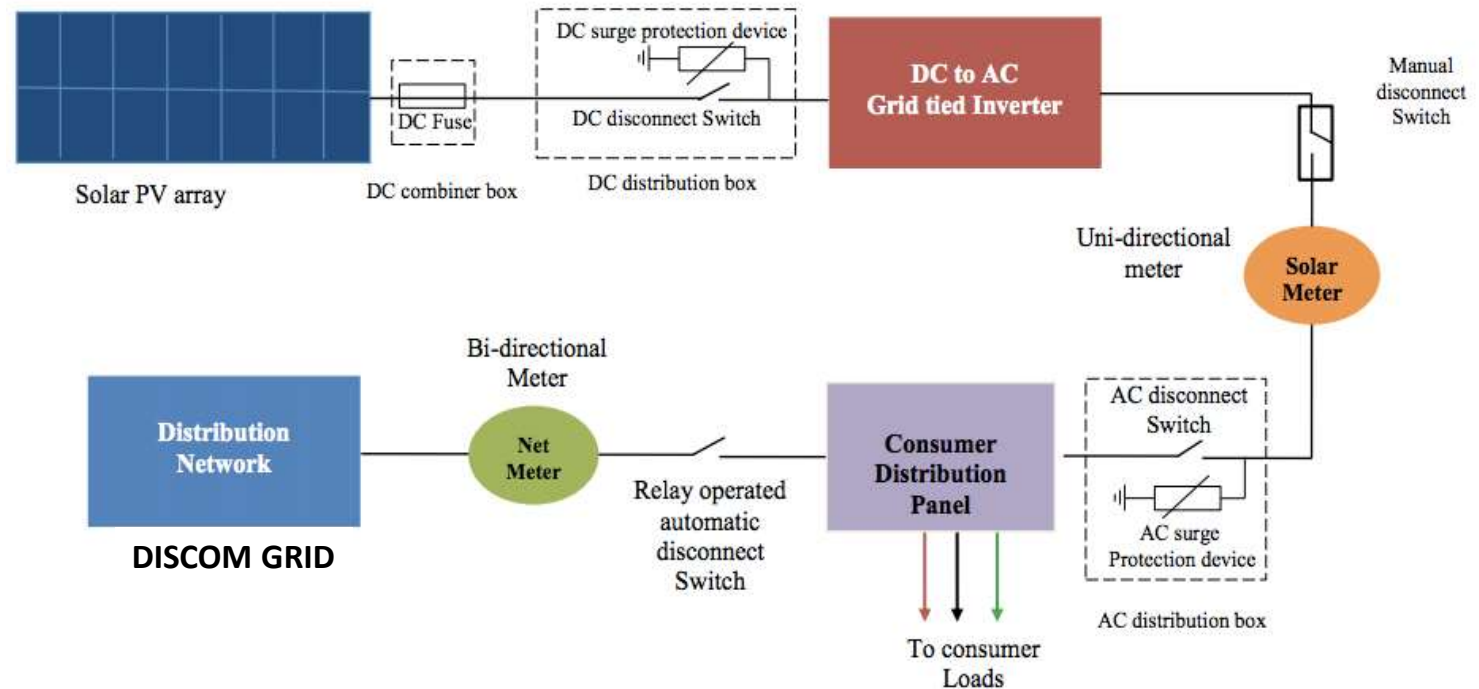 DC surge protection device
DC Fuse
DC disconnect Switch
DC to AC
Grid tied Inverter
Manual
disconnect
Switch
Solar PV array
DC combiner box
DC distribution box
Uni-directional
meter
Solar
Meter
Bi-directional
Meter
Distribution
Network
Net
Meter
Consumer
Distribution
Panel
AC disconnect
Switch
Relay operated
automatic
disconnect
Switch
AC surge
Protection device
DISCOM GRID
AC distribution box
To consumer
Loads